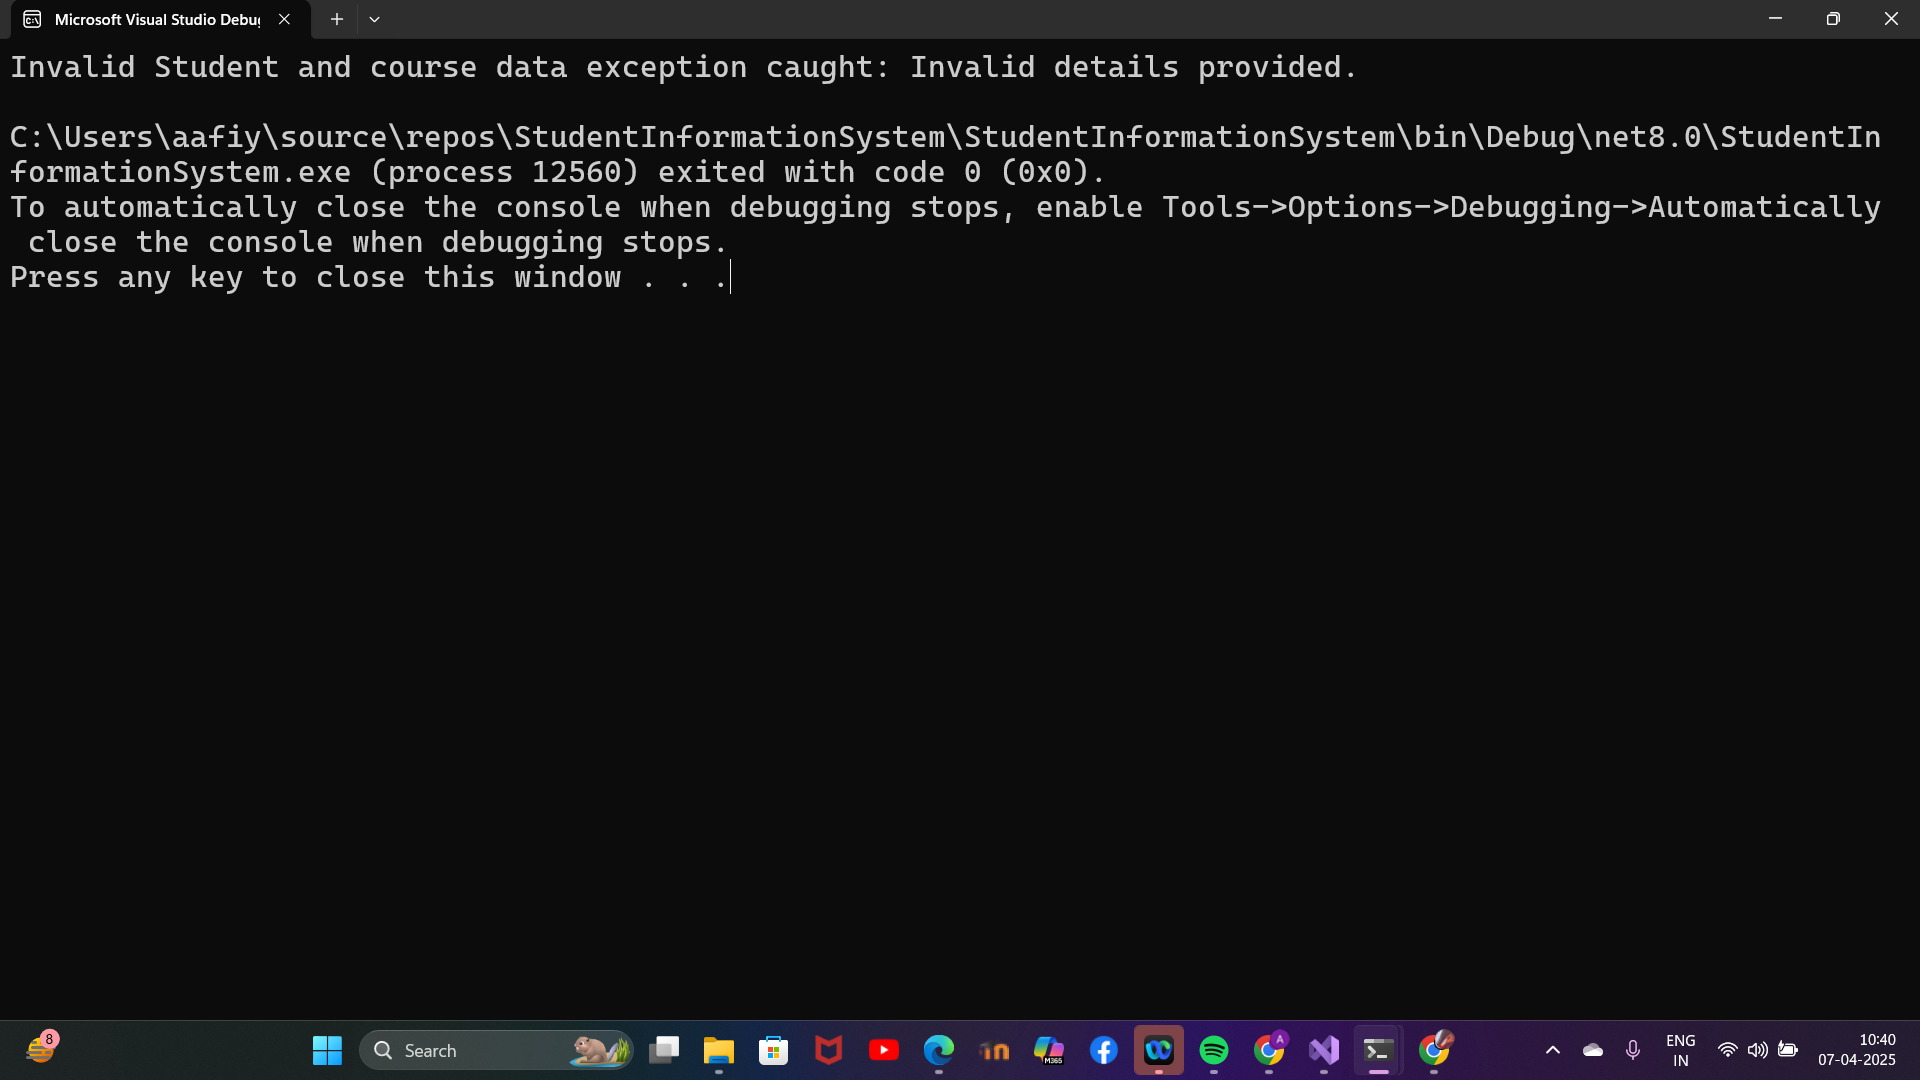 Microsoft Visual Studio Debug
Invalid Student and course data exception caught: Invalid details provided.
C:\Users\aafiy\source\repos\StudentInformationSystem\StudentInformationSystem\bin\Debug\net8.0\StudentIn
formationSystem.exe (process 12560) exited with code 0 (0x0).
To automatically close the console when debugging stops, enable Tools->Options->Debugging->Automatically
 close the console when debugging stops.
Press any key to close this window . . .
8
Search
M365
A
ENG
IN
10:40
07-04-2025